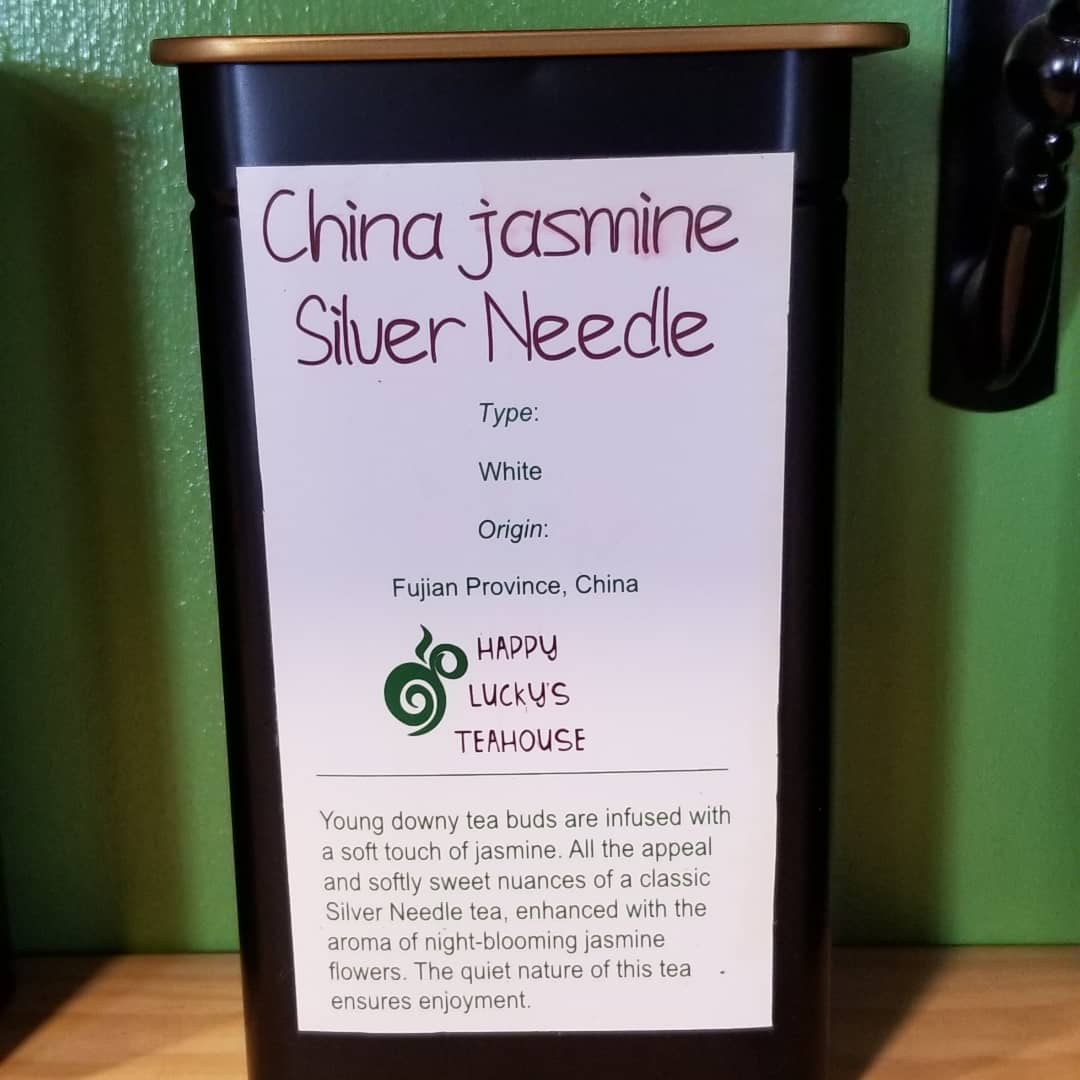 China jasmine
Silver Needle
Type:
White
Origin:
Fujian Province, China
HAPPY
LUCKY'S
TEAHOUSE
Young downy tea buds are infused with
a soft touch of jasmine. All the appeal
and softly sweet nuances of a classic
Silver Needle tea, enhanced with the
aroma of night-blooming jasmine
flowers. The quiet nature of this tea
ensures enjoyment.